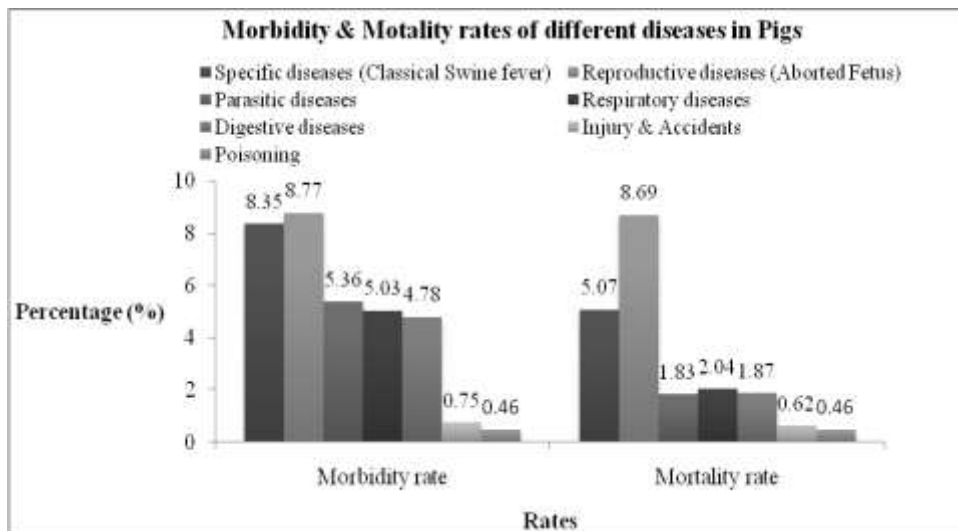 Morbidity & Motality rates of different diseases in Pigs
Specific diseases (Classical Swine fever)
Reproductive diseases (Aborted Fetus)
Parasitic diseases
Respiratory diseases
Digestive diseases
Injury & Accidents
Poisoning
10
8
6
4
2
0
Percentage (%)
8.35
8.77
5.36
5.03
4.78
0.75
0.46
5.07
8.69
1.83
2.04
1.87
0.62
0.46
Morbidity rate
Mortality rate
Rates